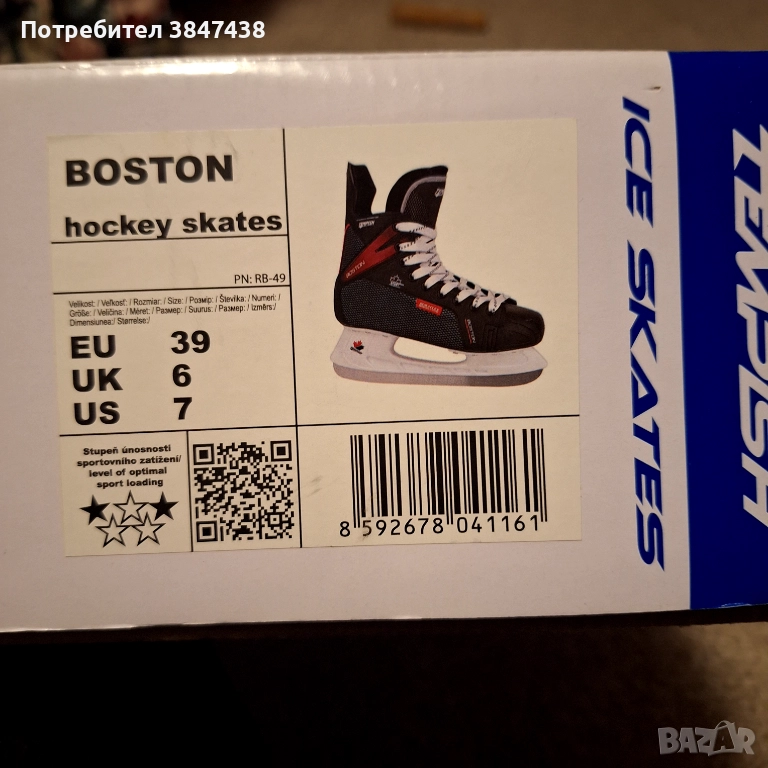 Потребител 3847438
BOSTON
hockey skates
PN: RB-49
Velikost: / Veľkosť: / Rozmiar: / Size: / Розмір: / Številka: / Numeri: /
Größe: / Veličina: / Méret: / Размер: / Suurus: / Размер: / Izmērs:/
Dimensiunea:/ Størrelse:/
EU 39
UK 6
US 7
Stupeň únosnosti
sportovního zatížení/
level of optimal
sport loading
8 592678 041161
BOSTON
ICE SKATES
TEMPISH
BAZAR